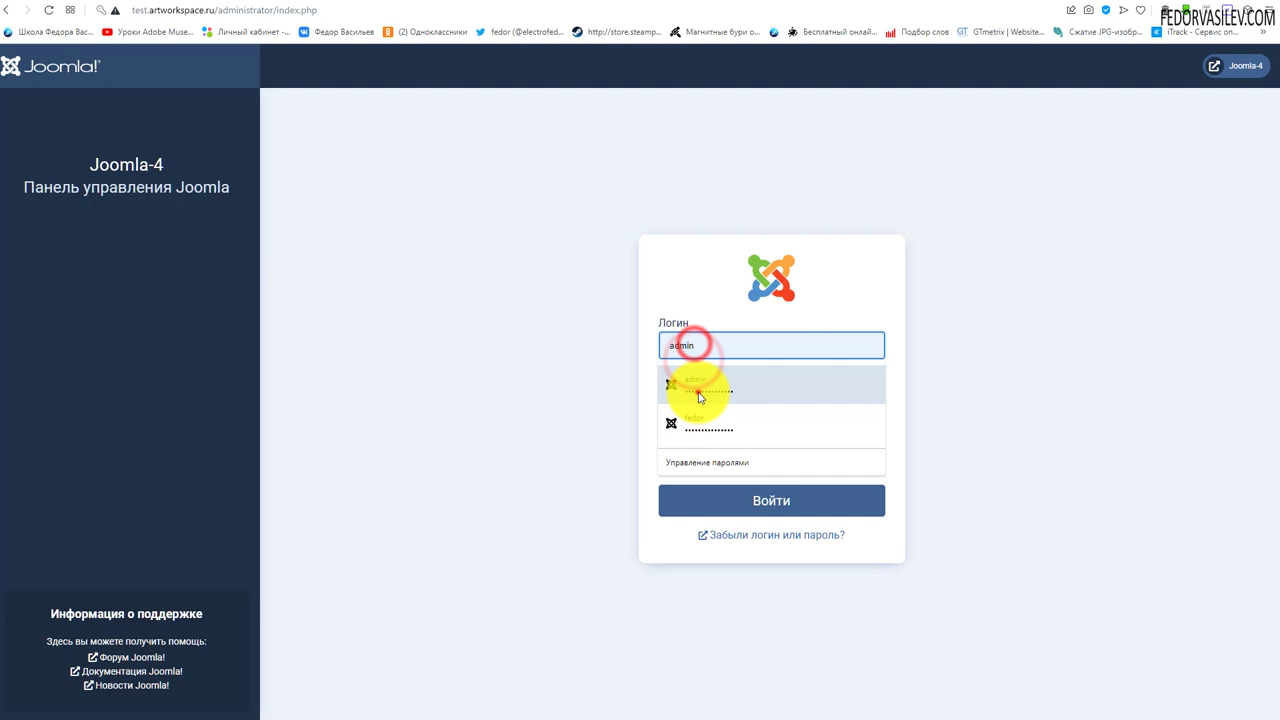 test.artworkspace.ru/administrator/index.php
FEDORVASILEV.COM
Школа Федора Вас...
Уроки Adobe Muse...
Личный кабинет -...
Федор Васильев
(2) Одноклассники
fedor (@electrofed...
http://store.steamp...
Магнитные бури о...
Бесплатный онлай...
Подбор слов
GTmetrix | Website...
Сжатие JPG-изобр...
iTrack - Сервис оп...
Joomla!
Joomla-4
Joomla-4
Панель управления Joomla
Логин
admin
admin
fedor
Управление паролями
Войти
Забыли логин или пароль?
Информация о поддержке
Здесь вы можете получить помощь:
Форум Joomla!
Документация Joomla!
Новости Joomla!